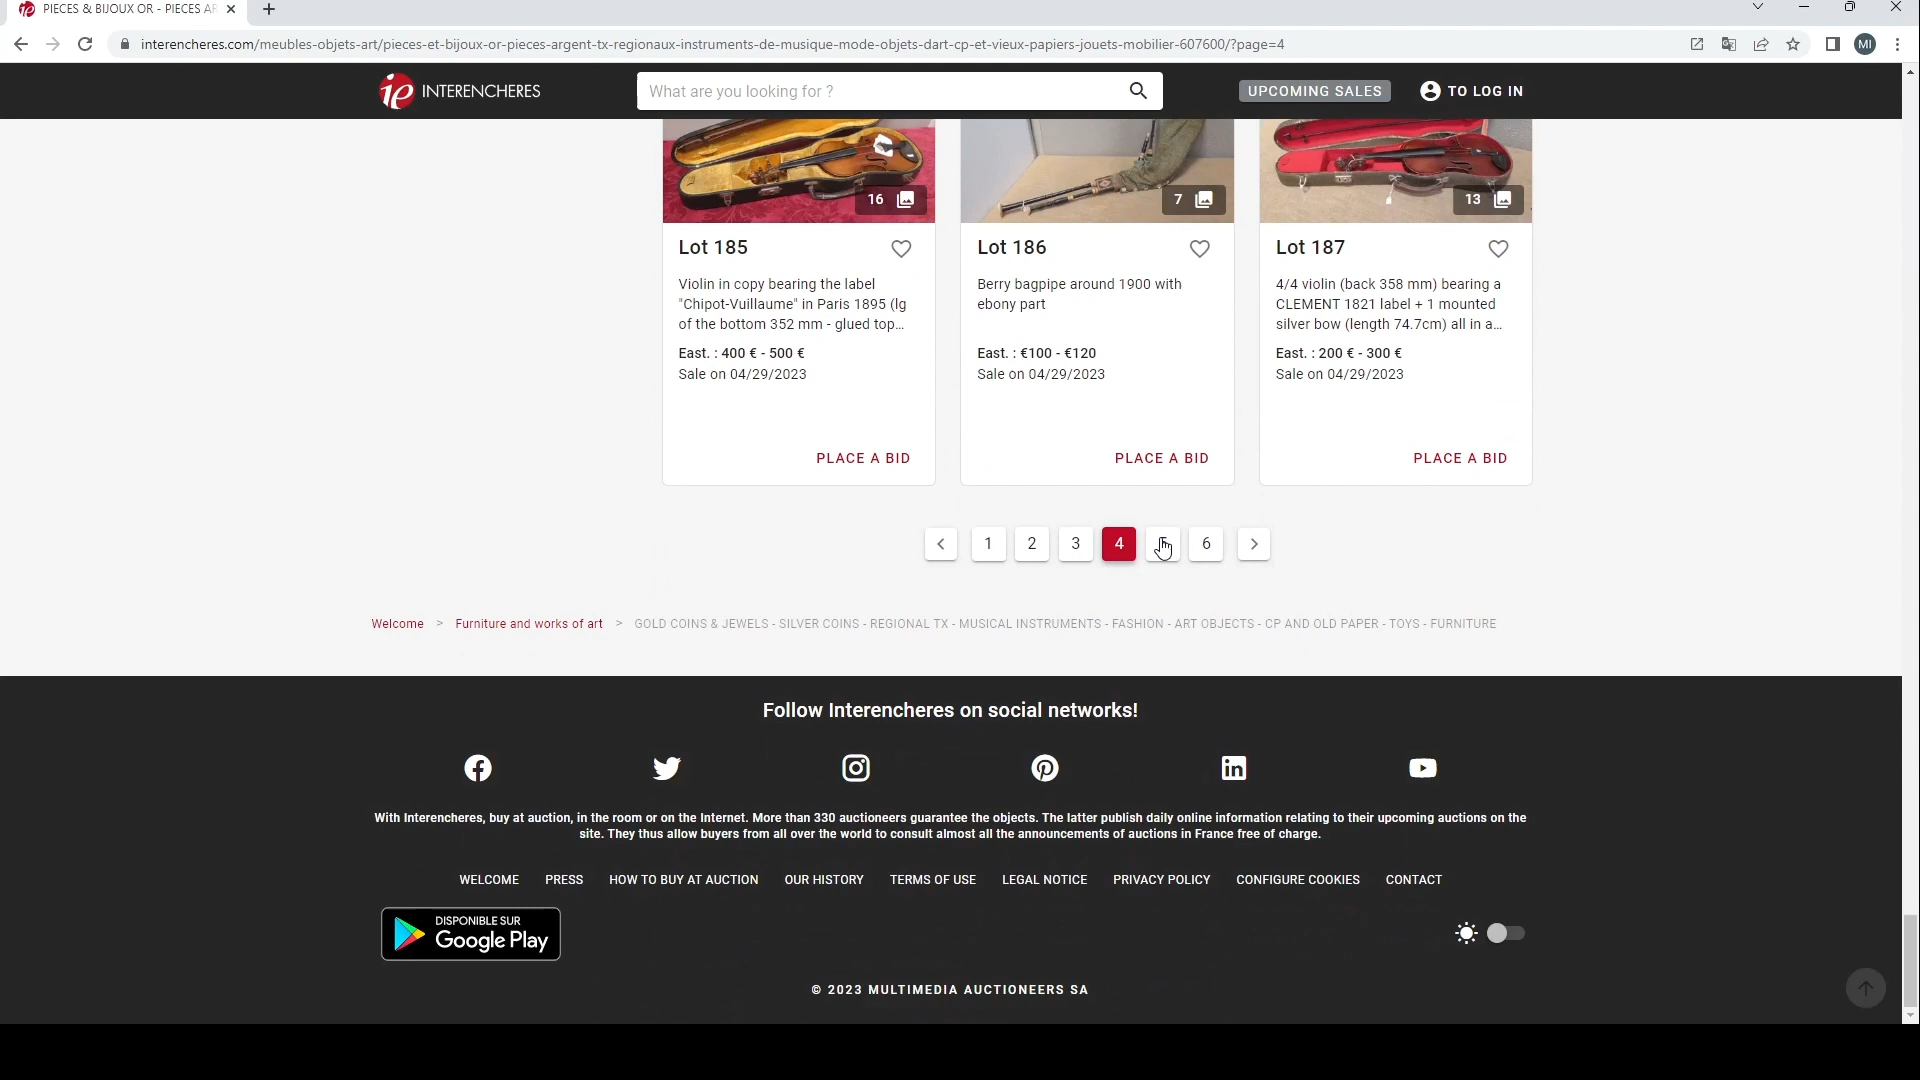 PIECES & BIJOUX OR - PIECES AR
interencheres.com/meubles-objets-art/pieces-et-bijoux-or-pieces-argent-tx-regionaux-instruments-de-musique-mode-objets-dart-cp-et-vieux-papiers-jouets-mobilier-607600/?page=4
MI
ie INTERENCHERES
What are you looking for ?
UPCOMING SALES
TO LOG IN
16
7
13
Lot 185
Violin in copy bearing the label
"Chipot-Vuillaume" in Paris 1895 (lg
of the bottom 352 mm - glued top...
East. : 400 € - 500 €
Sale on 04/29/2023
PLACE A BID
Lot 186
Berry bagpipe around 1900 with
ebony part
East. : €100 - €120
Sale on 04/29/2023
PLACE A BID
Lot 187
4/4 violin (back 358 mm) bearing a
CLEMENT 1821 label + 1 mounted
silver bow (length 74.7cm) all in a...
East. : 200 € - 300 €
Sale on 04/29/2023
PLACE A BID
< 1 2 3 4 6 >
Welcome > Furniture and works of art > GOLD COINS & JEWELS - SILVER COINS - REGIONAL TX - MUSICAL INSTRUMENTS - FASHION - ART OBJECTS - CP AND OLD PAPER - TOYS - FURNITURE
Follow Interencheres on social networks!
With Interencheres, buy at auction, in the room or on the Internet. More than 330 auctioneers guarantee the objects. The latter publish daily online information relating to their upcoming auctions on the
site. They thus allow buyers from all over the world to consult almost all the announcements of auctions in France free of charge.
WELCOME PRESS HOW TO BUY AT AUCTION OUR HISTORY TERMS OF USE LEGAL NOTICE PRIVACY POLICY CONFIGURE COOKIES CONTACT
DISPONIBLE SUR
Google Play
© 2023 MULTIMEDIA AUCTIONEERS SA